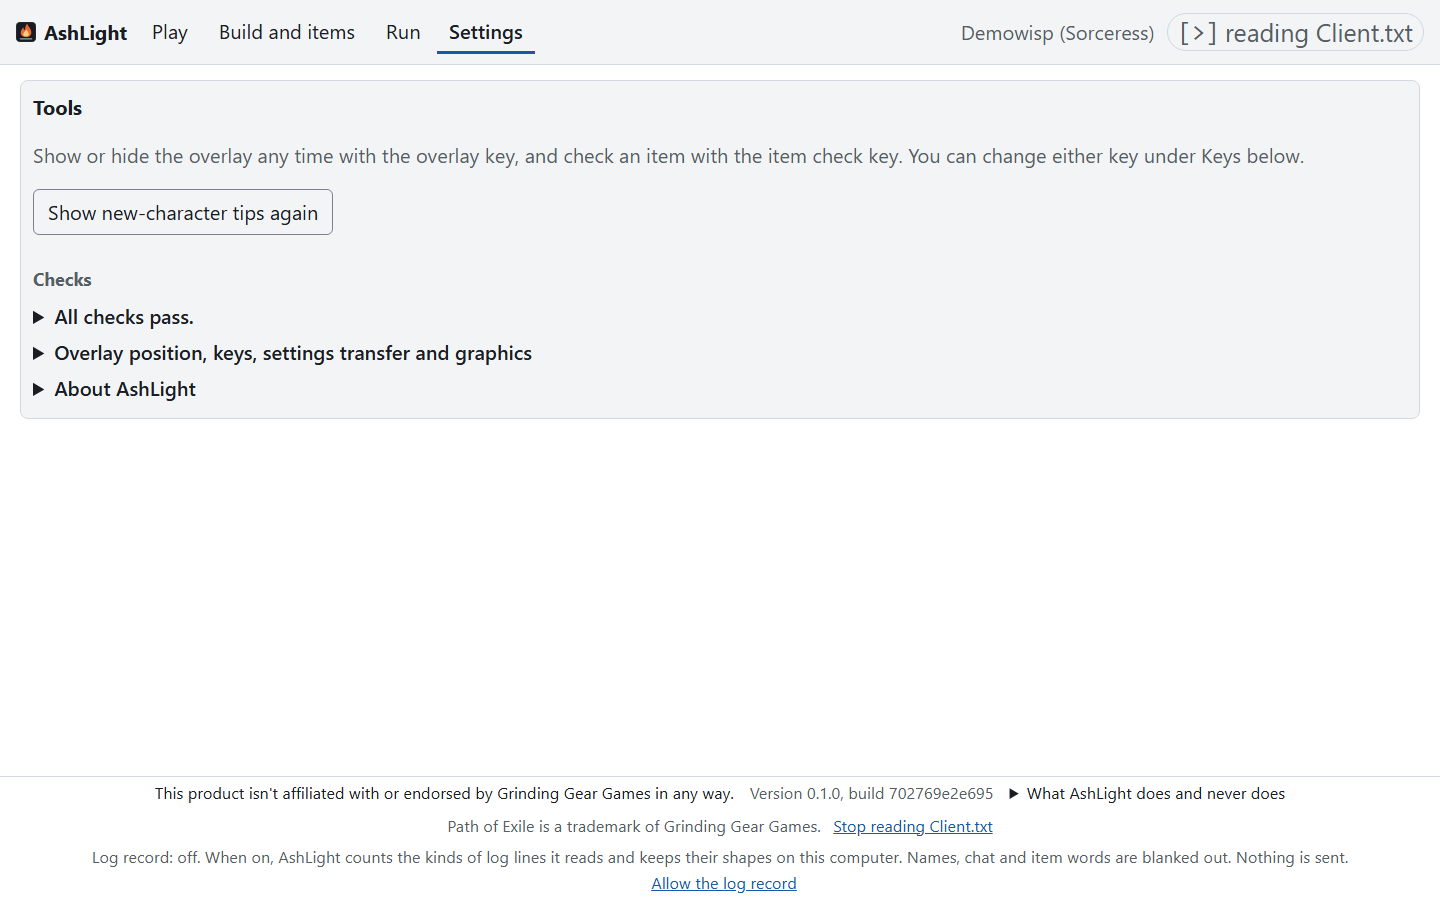 AshLight Play Build and items Run Settings Demowisp (Sorceress) [>] reading Client.txt
Tools
Show or hide the overlay any time with the overlay key, and check an item with the item check key. You can change either key under Keys below.
Show new-character tips again
Checks
▶ All checks pass.
▶ Overlay position, keys, settings transfer and graphics
▶ About AshLight
This product isn't affiliated with or endorsed by Grinding Gear Games in any way. Version 0.1.0, build 702769e2e695 ▶ What AshLight does and never does
Path of Exile is a trademark of Grinding Gear Games. Stop reading Client.txt
Log record: off. When on, AshLight counts the kinds of log lines it reads and keeps their shapes on this computer. Names, chat and item words are blanked out. Nothing is sent.
Allow the log record